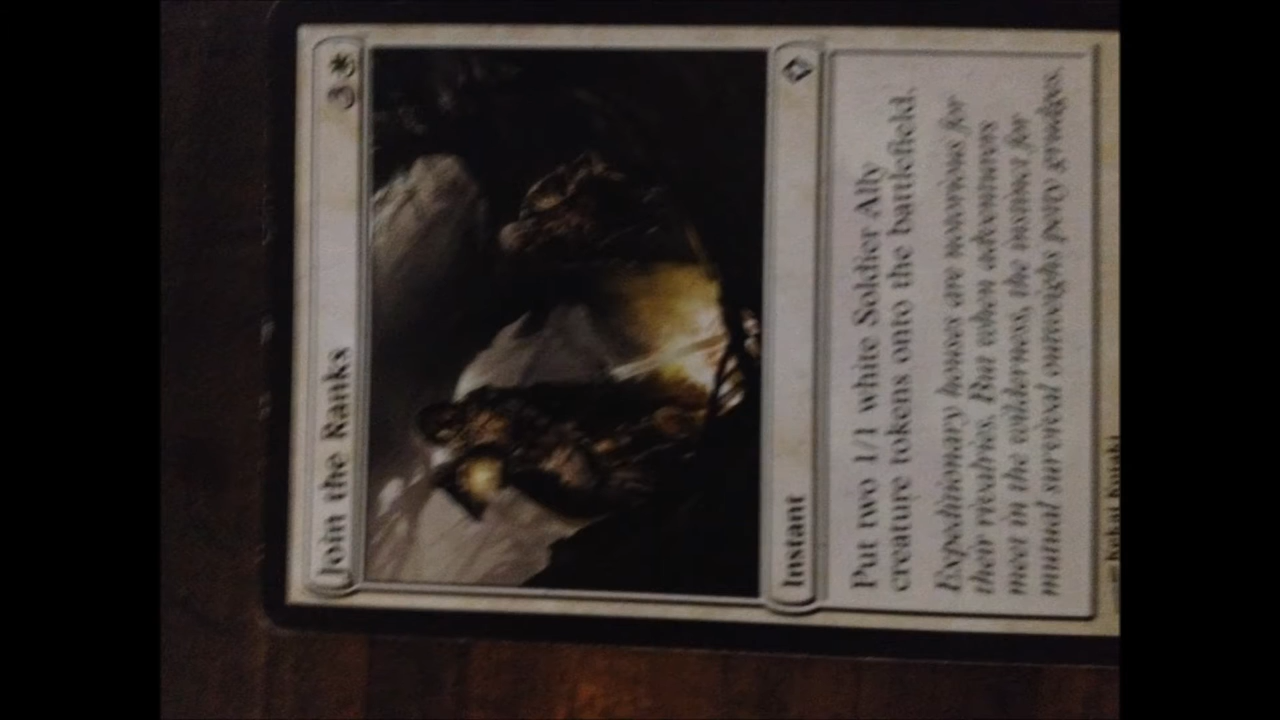 Join the Ranks 3
Instant
Put two 1/1 white Soldier Ally
creature tokens onto the battlefield.
Expeditionary houses are notorious for
their rivalries. But when adventurers
meet in the wilderness, the instinct for
mutual survival outweighs petty grudges.